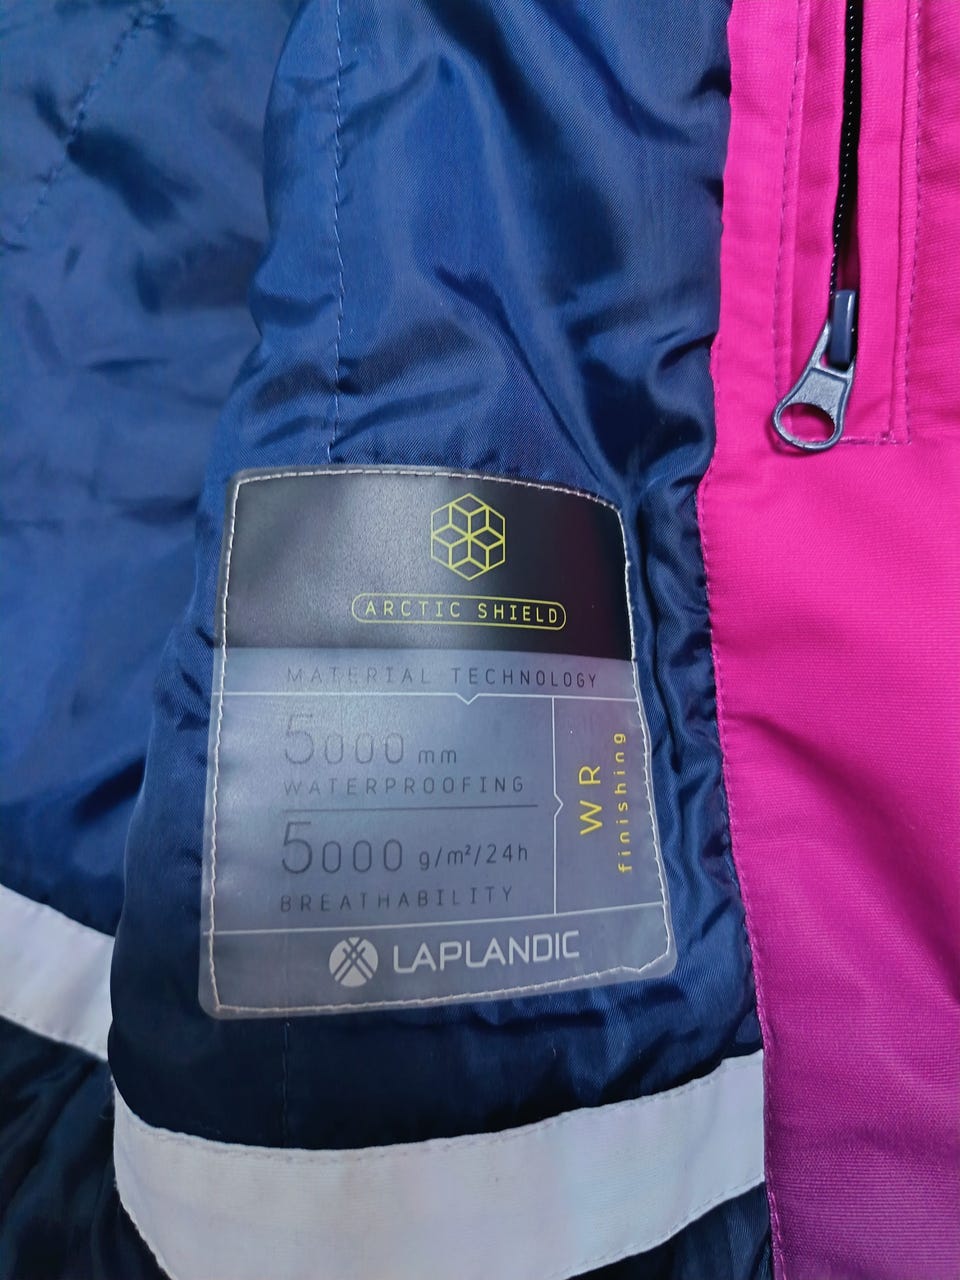 ARCTIC SHIELD
MATERIAL TECHNOLOGY
5000 mm
WATERPROOFING
5000 g/m²/24h
BREATHABILITY
WR
finishing
LAPLANDIC